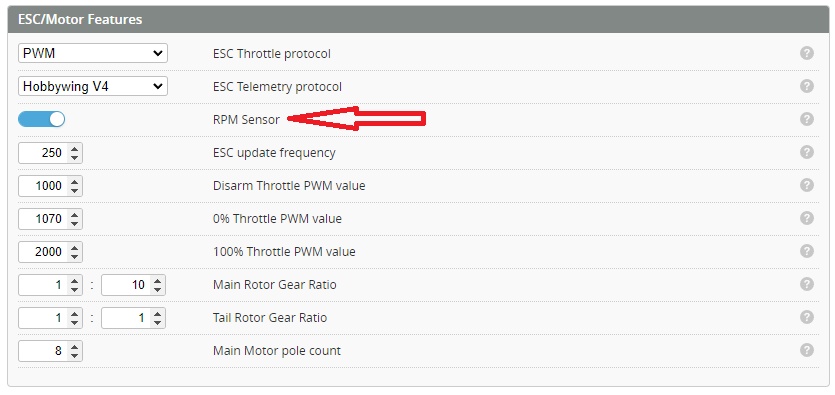 ESC/Motor Features
PWM ESC Throttle protocol ?
Hobbywing V4 ESC Telemetry protocol ?
RPM Sensor ?
250 ESC update frequency ?
1000 Disarm Throttle PWM value ?
1070 0% Throttle PWM value ?
2000 100% Throttle PWM value ?
1 : 10 Main Rotor Gear Ratio ?
1 : 1 Tail Rotor Gear Ratio ?
8 Main Motor pole count ?